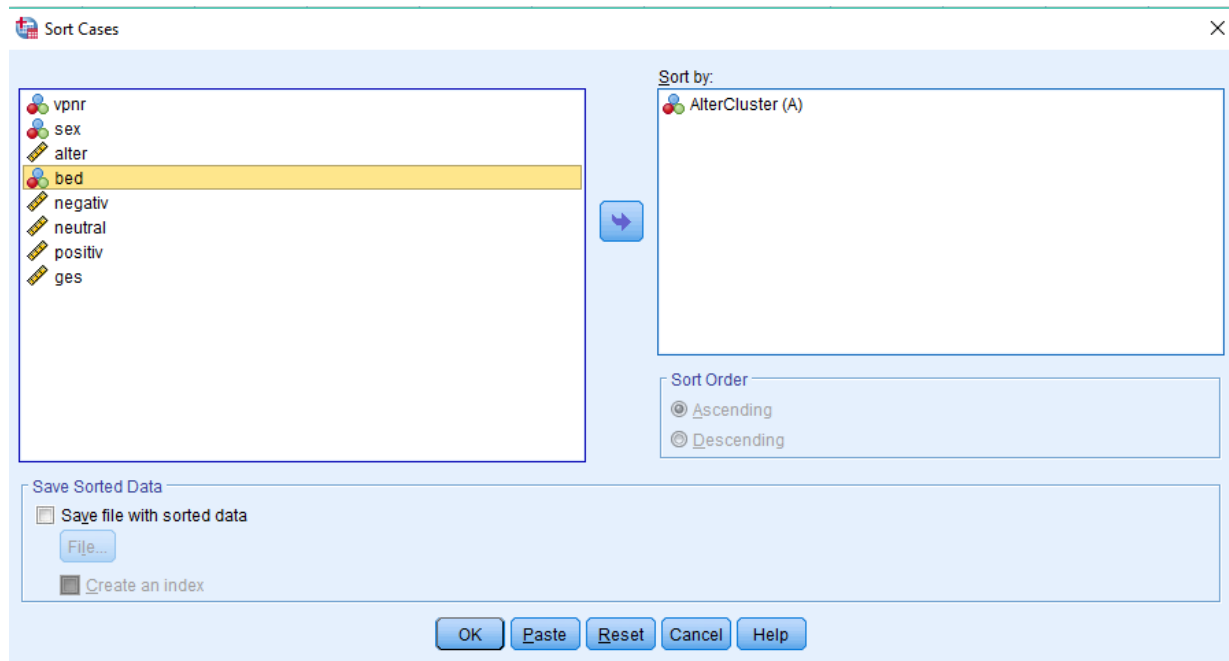 Sort Cases
vpnr
sex
alter
bed
negativ
neutral
positiv
ges
Sort by:
AlterCluster (A)
Sort Order
Ascending
Descending
Save Sorted Data
Save file with sorted data
File...
Create an index
OK Paste Reset Cancel Help